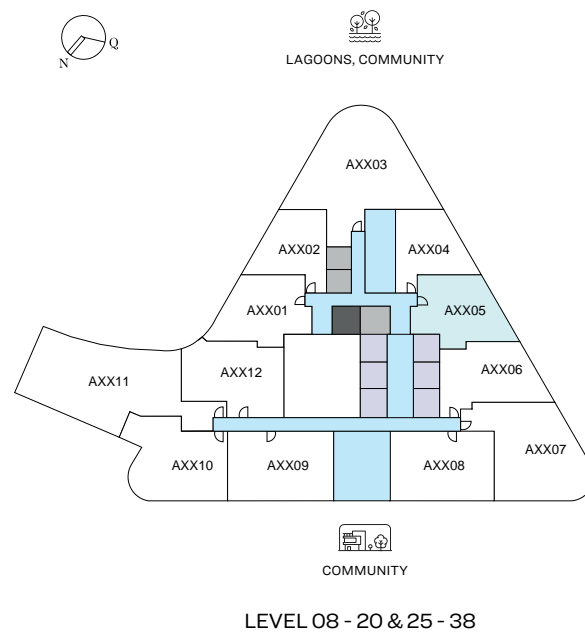 N
Q
LAGOONS, COMMUNITY
AXX03
AXX02
AXX04
AXX01
AXX05
AXX11
AXX12
AXX06
AXX10
AXX09
AXX08
AXX07
COMMUNITY
LEVEL 08 - 20 & 25 - 38